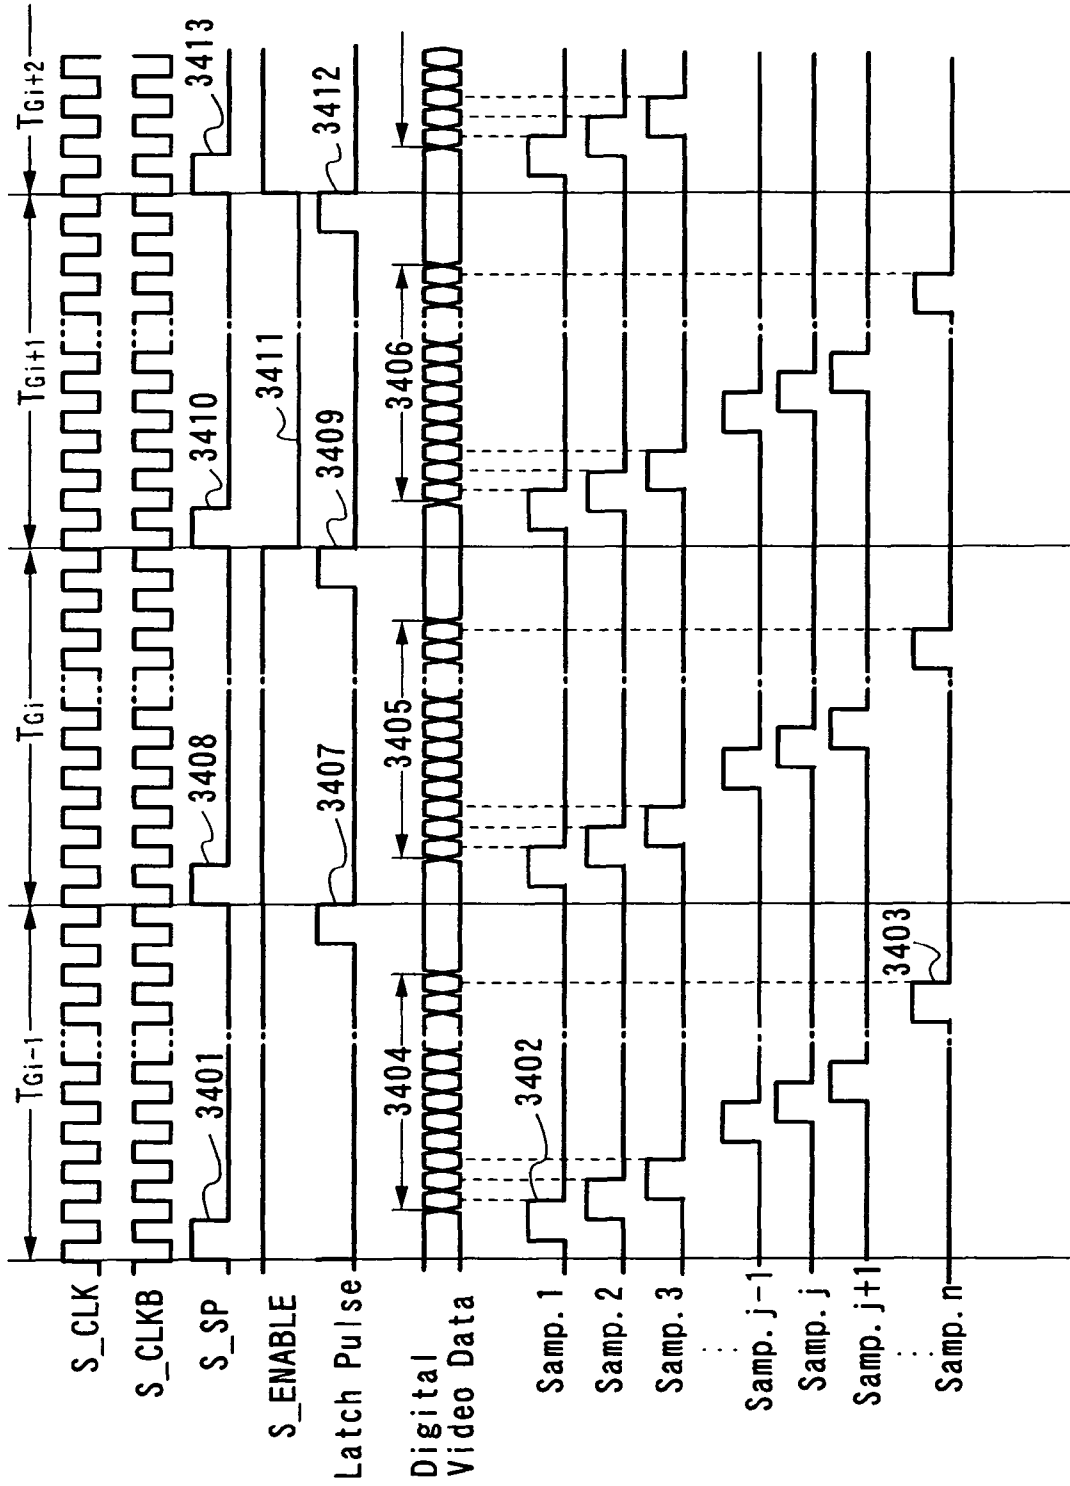 T_Gi-1 T_Gi T_Gi+1 T_Gi+2
S_CLK
S_CLKB
S_SP 3401 3408 3410 3413
S_ENABLE 3411
Latch Pulse 3407 3409 3412
Digital
Video Data 3404 3405 3406
Samp.1 3402
Samp.2
Samp.3
Samp.j-1
Samp.j
Samp.j+1
Samp.n 3403